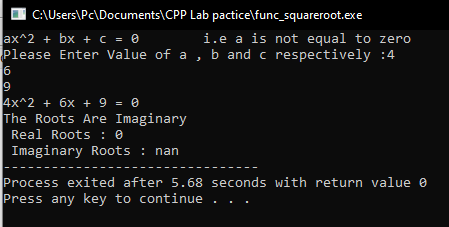 C:\Users\Pc\Documents\CPP Lab pactice\func_squareroot.exe
ax^2 + bx + c = 0        i.e a is not equal to zero
Please Enter Value of a , b and c respectively :4
6
9
4x^2 + 6x + 9 = 0
The Roots Are Imaginary
 Real Roots : 0
 Imaginary Roots : nan
--------------------------------
Process exited after 5.68 seconds with return value 0
Press any key to continue . . .